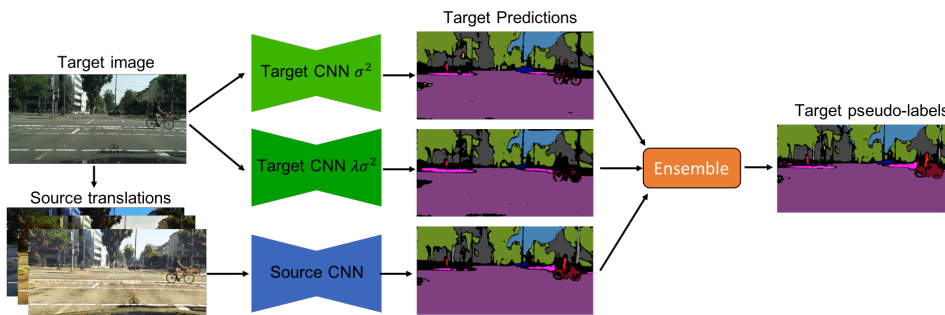 Target Predictions
Target image
Target CNN σ²
Target pseudo-labels
Target CNN λσ²
Ensemble
Source translations
Source CNN